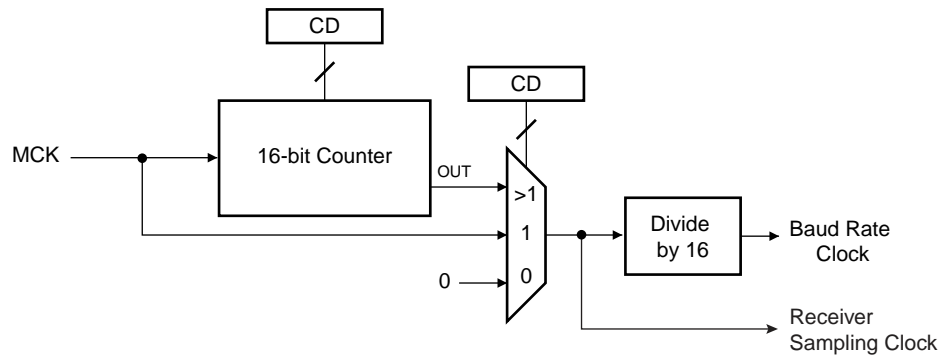 CD
CD
MCK
16-bit Counter
OUT
>1
1
0
0
Divide
by 16
Baud Rate
Clock
Receiver
Sampling Clock